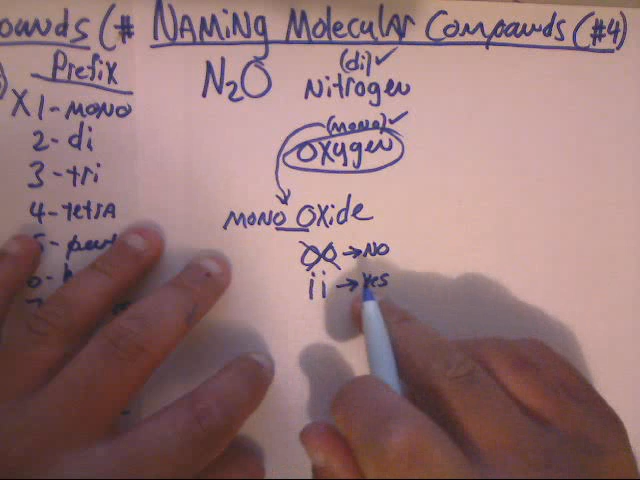 ounds (#
Prefix
X 1- mono
2- di
3- tri
4- tetra
Naming Molecular Compounds (#4)
N2O
(di) ✓
Nitrogen
(mono) ✓
Oxygen
mono Oxide
oo → No
ii → Yes